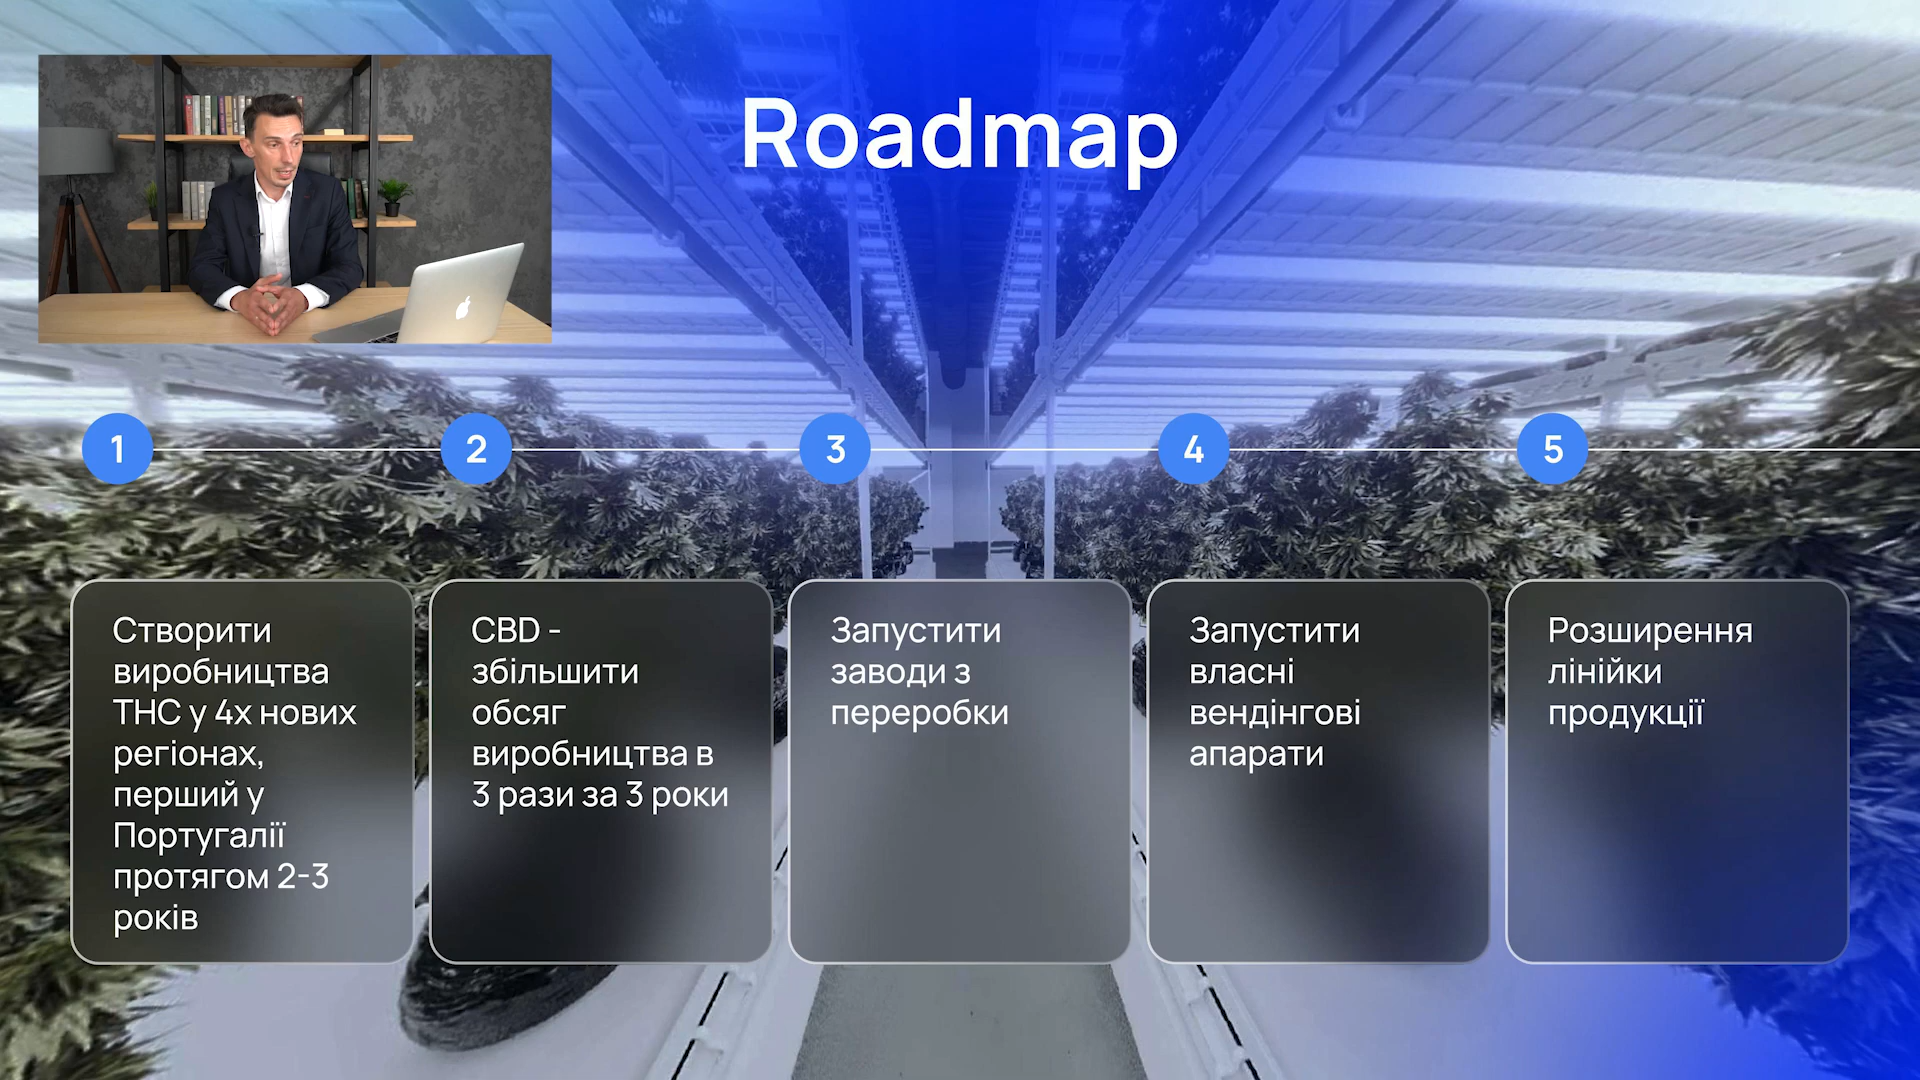 Roadmap
1
2
3
4
5
Створити
виробництва
ТНС у 4х нових
регіонах,
перший у
Португалії
протягом 2-3
років
CBD -
збільшити
обсяг
виробництва в
3 рази за 3 роки
Запустити
заводи з
переробки
Запустити
власні
вендінгові
апарати
Розширення
лінійки
продукції